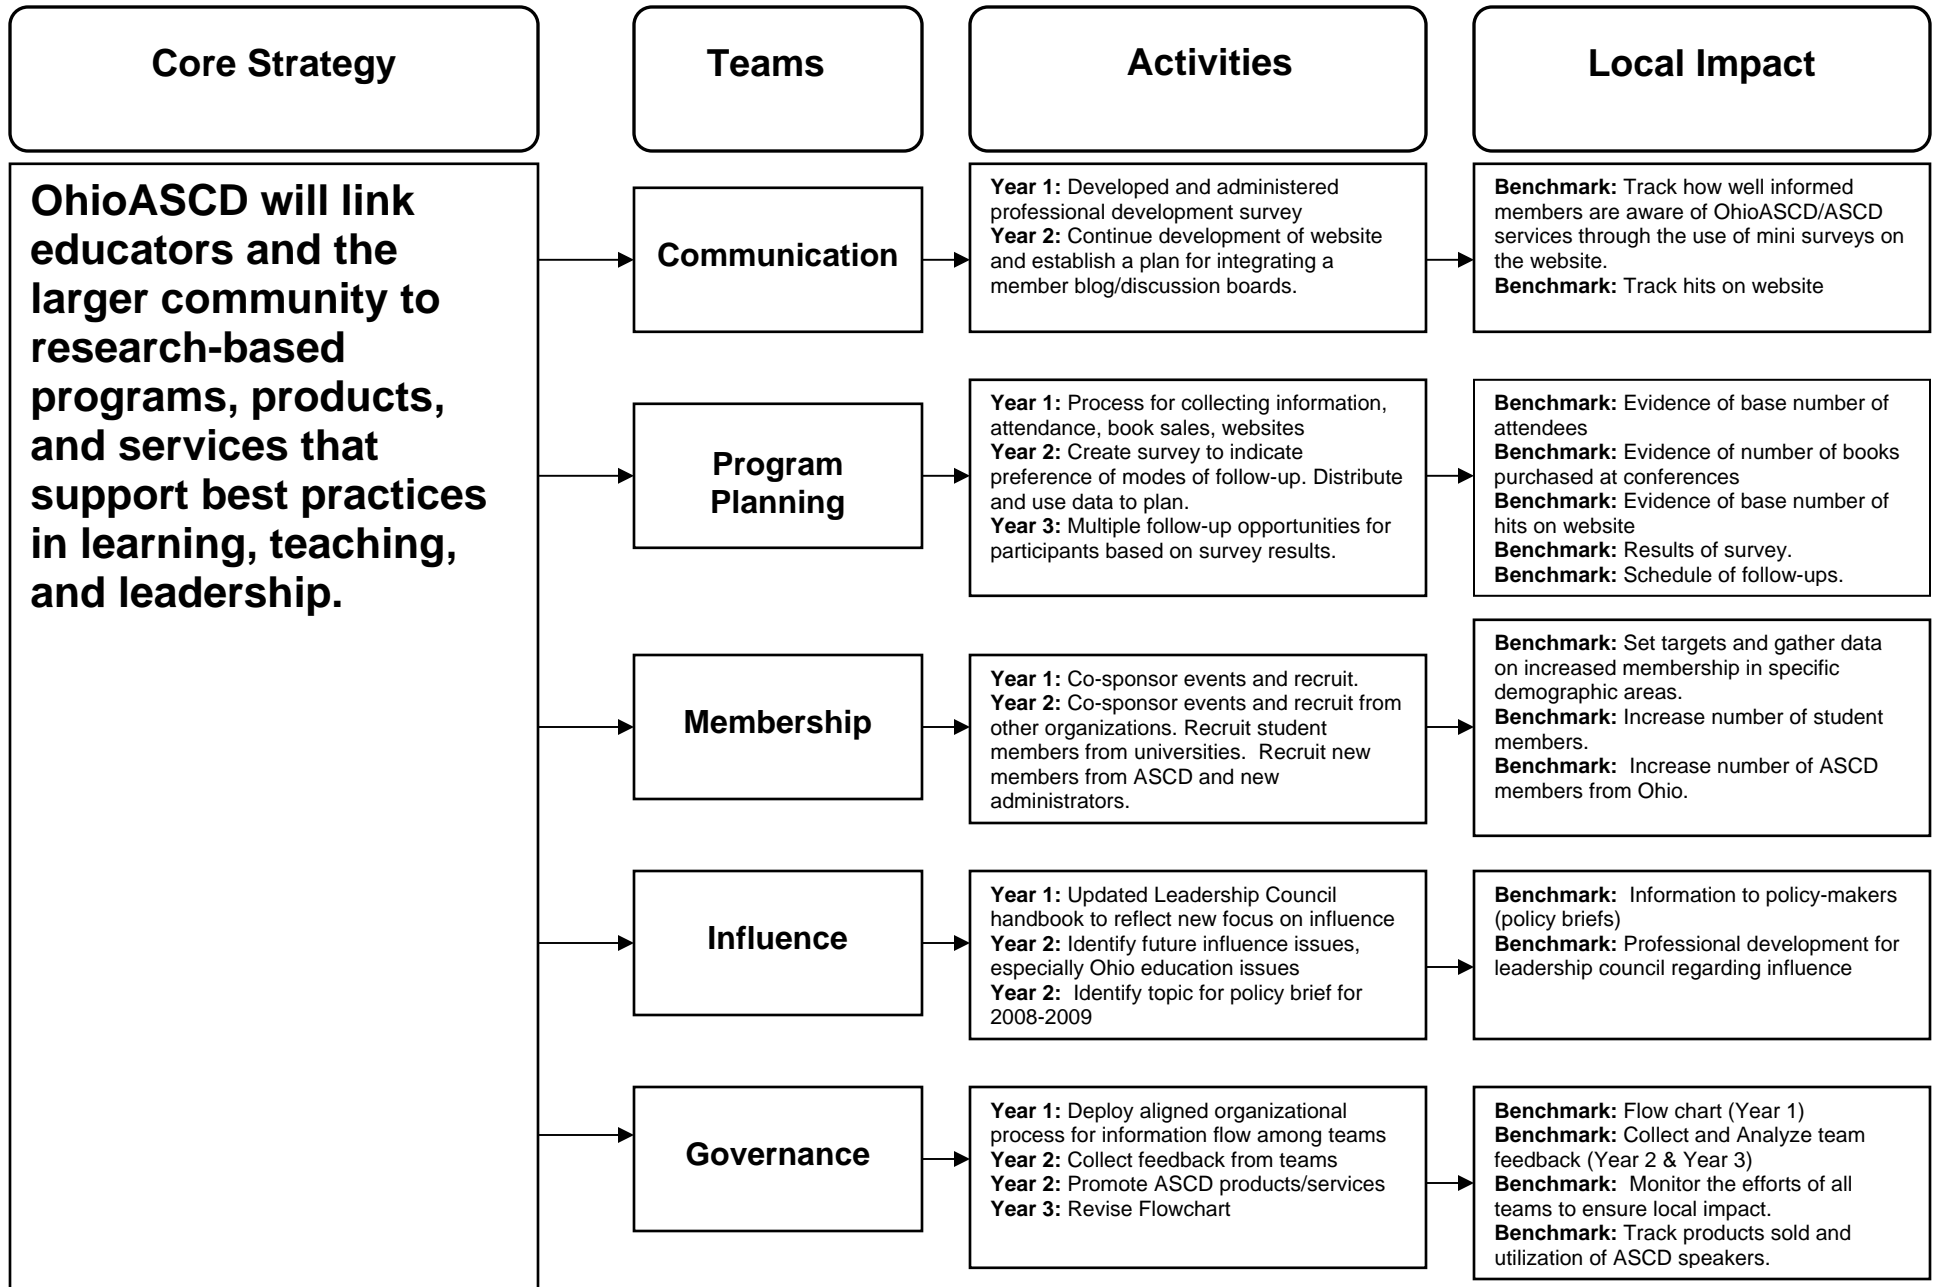 Core Strategy
Teams
Activities
Local Impact
OhioASCD will link
educators and the
larger community to
research-based
programs, products,
and services that
support best practices
in learning, teaching,
and leadership.
Communication
Year 1: Developed and administered
professional development survey
Year 2: Continue development of website
and establish a plan for integrating a
member blog/discussion boards.
Benchmark: Track how well informed
members are aware of OhioASCD/ASCD
services through the use of mini surveys on
the website.
Benchmark: Track hits on website
Program
Planning
Year 1: Process for collecting information,
attendance, book sales, websites
Year 2: Create survey to indicate
preference of modes of follow-up. Distribute
and use data to plan.
Year 3: Multiple follow-up opportunities for
participants based on survey results.
Benchmark: Evidence of base number of
attendees
Benchmark: Evidence of number of books
purchased at conferences
Benchmark: Evidence of base number of
hits on website
Benchmark: Results of survey.
Benchmark: Schedule of follow-ups.
Membership
Year 1: Co-sponsor events and recruit.
Year 2: Co-sponsor events and recruit from
other organizations. Recruit student
members from universities.  Recruit new
members from ASCD and new
administrators.
Benchmark: Set targets and gather data
on increased membership in specific
demographic areas.
Benchmark: Increase number of student
members.
Benchmark:  Increase number of ASCD
members from Ohio.
Influence
Year 1: Updated Leadership Council
handbook to reflect new focus on influence
Year 2: Identify future influence issues,
especially Ohio education issues
Year 2:  Identify topic for policy brief for
2008-2009
Benchmark:  Information to policy-makers
(policy briefs)
Benchmark: Professional development for
leadership council regarding influence
Governance
Year 1: Deploy aligned organizational
process for information flow among teams
Year 2: Collect feedback from teams
Year 2: Promote ASCD products/services
Year 3: Revise Flowchart
Benchmark: Flow chart (Year 1)
Benchmark: Collect and Analyze team
feedback (Year 2 & Year 3)
Benchmark:  Monitor the efforts of all
teams to ensure local impact.
Benchmark: Track products sold and
utilization of ASCD speakers.